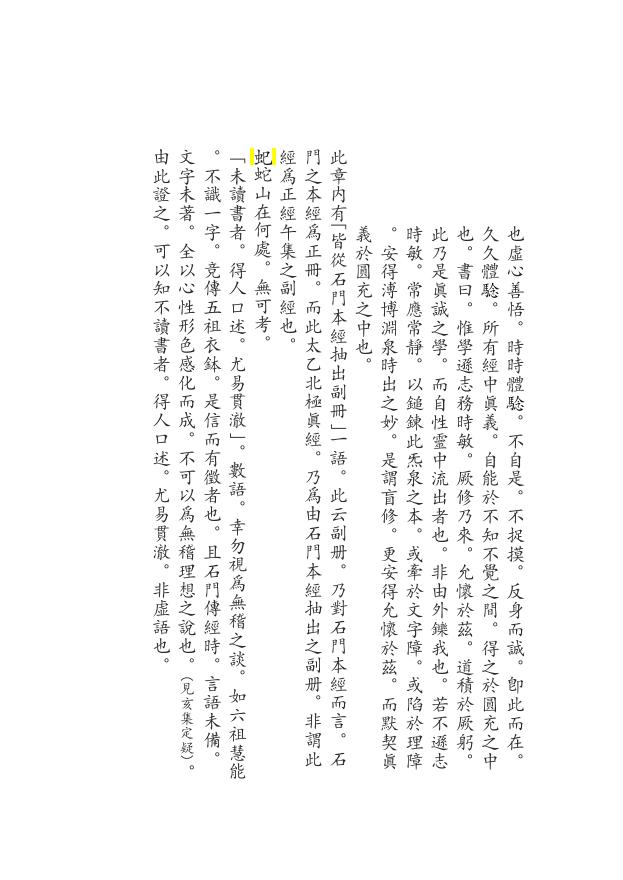 也虛心善悟。時時體騐。不自是。不捉摸。反身而誠。卽此而在。
久久體騐。所有經中眞義。自能於不知不覺之間。得之於圓充之中
也。書曰。惟學遜志務時敏。厥修乃來。允懷於茲。道積於厥躬。
此乃是眞誠之學。而自性靈中流出者也。非由外鑠我也。若不遜志
時敏。常應常靜。以鎚鍊此炁泉之本。或牽於文字障。或陷於理障
。安得溥博淵泉時出之妙。是謂盲修。更安得允懷於茲。而默契眞
義於圓充之中也。
此章内有「皆從石門本經抽出副冊」一語。此云副册。乃對石門本經而言。石
門之本經爲正冊。而此太乙北極眞經。乃爲由石門本經抽出之副册。非謂此
經爲正經午集之副經也。
虵蛇山在何處。無可考。
「未讀書者。得人口述。尤易貫澈」。數語。幸勿視爲無稽之談。如六祖慧能
。不識一字。竞傳五祖衣鉢。是信而有徵者也。且石門傳經時。言語未備。
文字未著。全以心性形色感化而成。不可以爲無稽理想之說也。（見亥集定疑）。
由此證之。可以知不讀書者。得人口述。尤易貫澈。非虛語也。